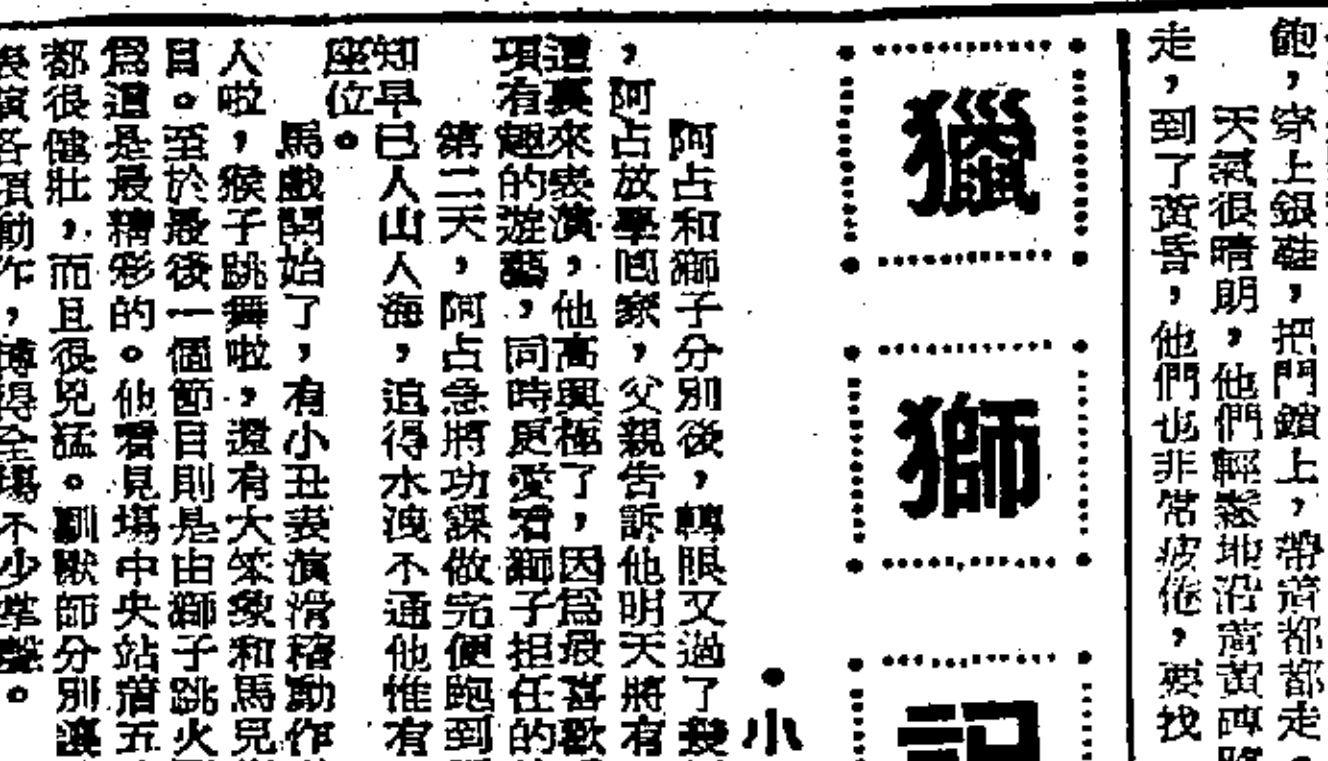 飽，穿上銀鞋，把門鎖上，帶着都都走。
天氣很晴朗，他們輕鬆地沿着黃磚路
走，到了黃昏，他們也非常疲倦，要找
獵獅記
•小
阿占和獅子分別後，轉眼又過了幾
，阿占放學回家，父親告訴他明天將有
這裏來表演，他高興極了，因爲最喜歡
項有趣的遊藝，同時更愛看獅子担任的
第二天，阿占急將功課做完便跑到
知早已人山人海，迫得水洩不通他惟有
座位。
馬戲開始了，有小丑表演滑稽動作
人啦，猴子跳舞啦，還有大笨象和馬兒
目。至於最後一個節目則是由獅子跳火
爲這是最精彩的。他看見場中央站着五
都很健壯，而且很兇猛。馴獸師分別讓
表演各項動作，博得全場不少掌聲。